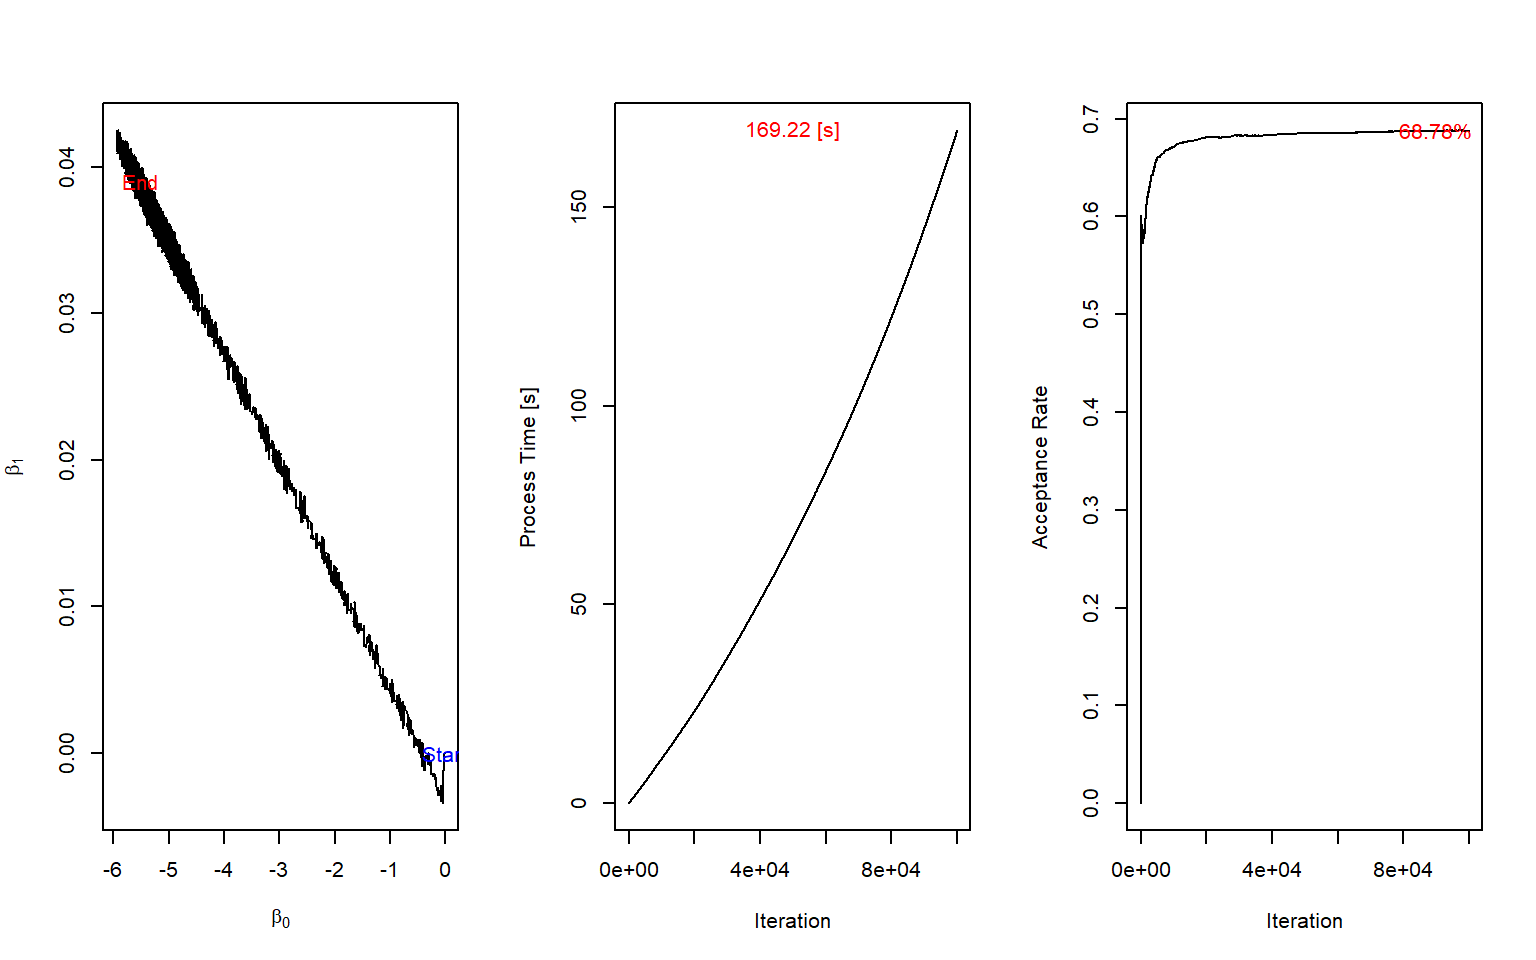 0.04
0.03
0.02
0.01
0.00
β1
End
Star
-6 -5 -4 -3 -2 -1 0
β0
150
100
50
0
Process Time [s]
169.22 [s]
0e+00 4e+04 8e+04
Iteration
0.7
0.6
0.5
0.4
0.3
0.2
0.1
0.0
Acceptance Rate
68.78%
0e+00 4e+04 8e+04
Iteration